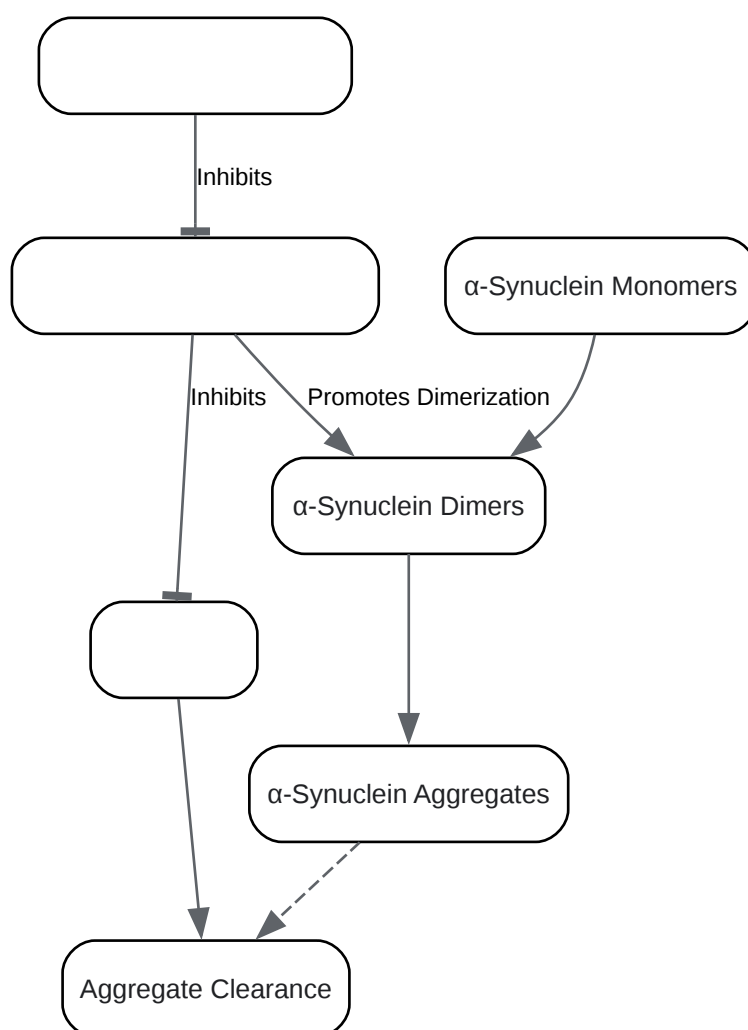 Inhibits
α-Synuclein Monomers
Inhibits
Promotes Dimerization
α-Synuclein Dimers
α-Synuclein Aggregates
Aggregate Clearance